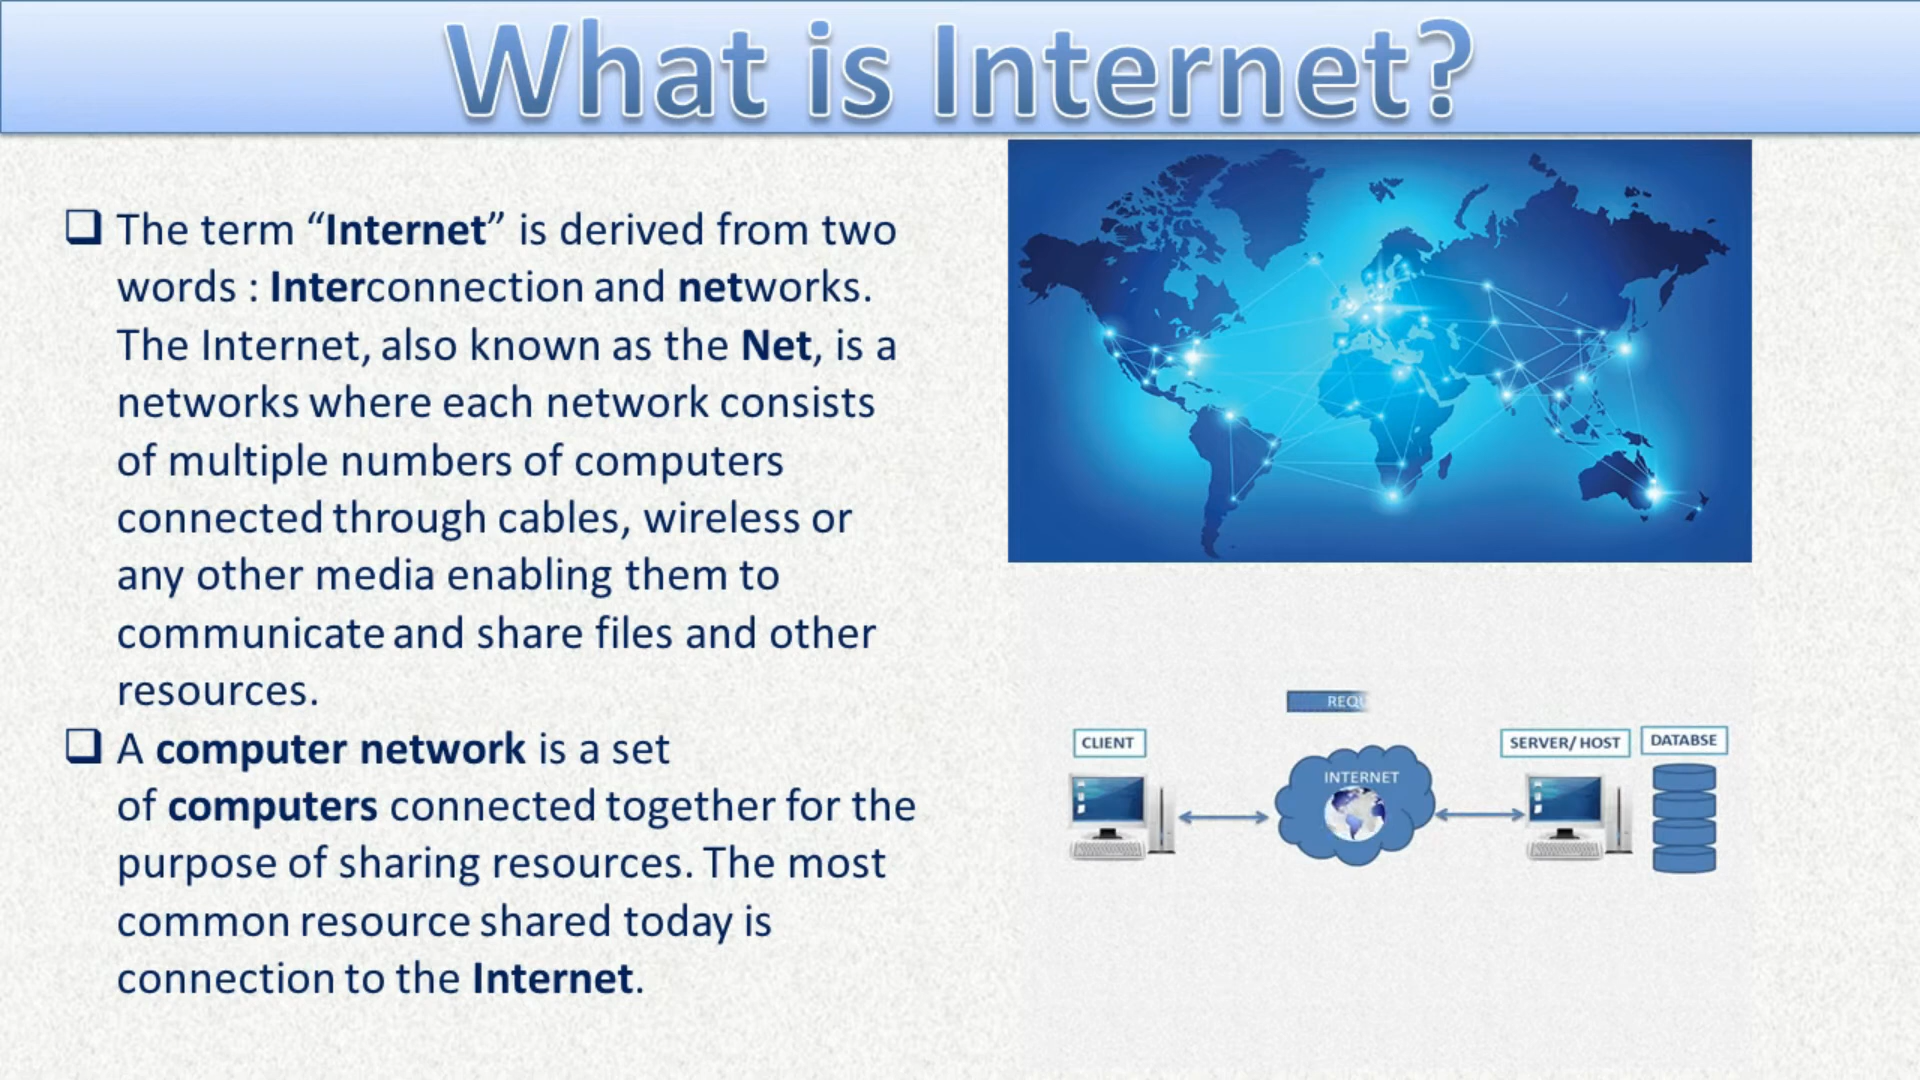 What is Internet?
The term “Internet” is derived from two
words : Interconnection and networks.
The Internet, also known as the Net, is a
networks where each network consists
of multiple numbers of computers
connected through cables, wireless or
any other media enabling them to
communicate and share files and other
resources.
A computer network is a set
of computers connected together for the
purpose of sharing resources. The most
common resource shared today is
connection to the Internet.
CLIENT
INTERNET
SERVER/ HOST
DATABSE